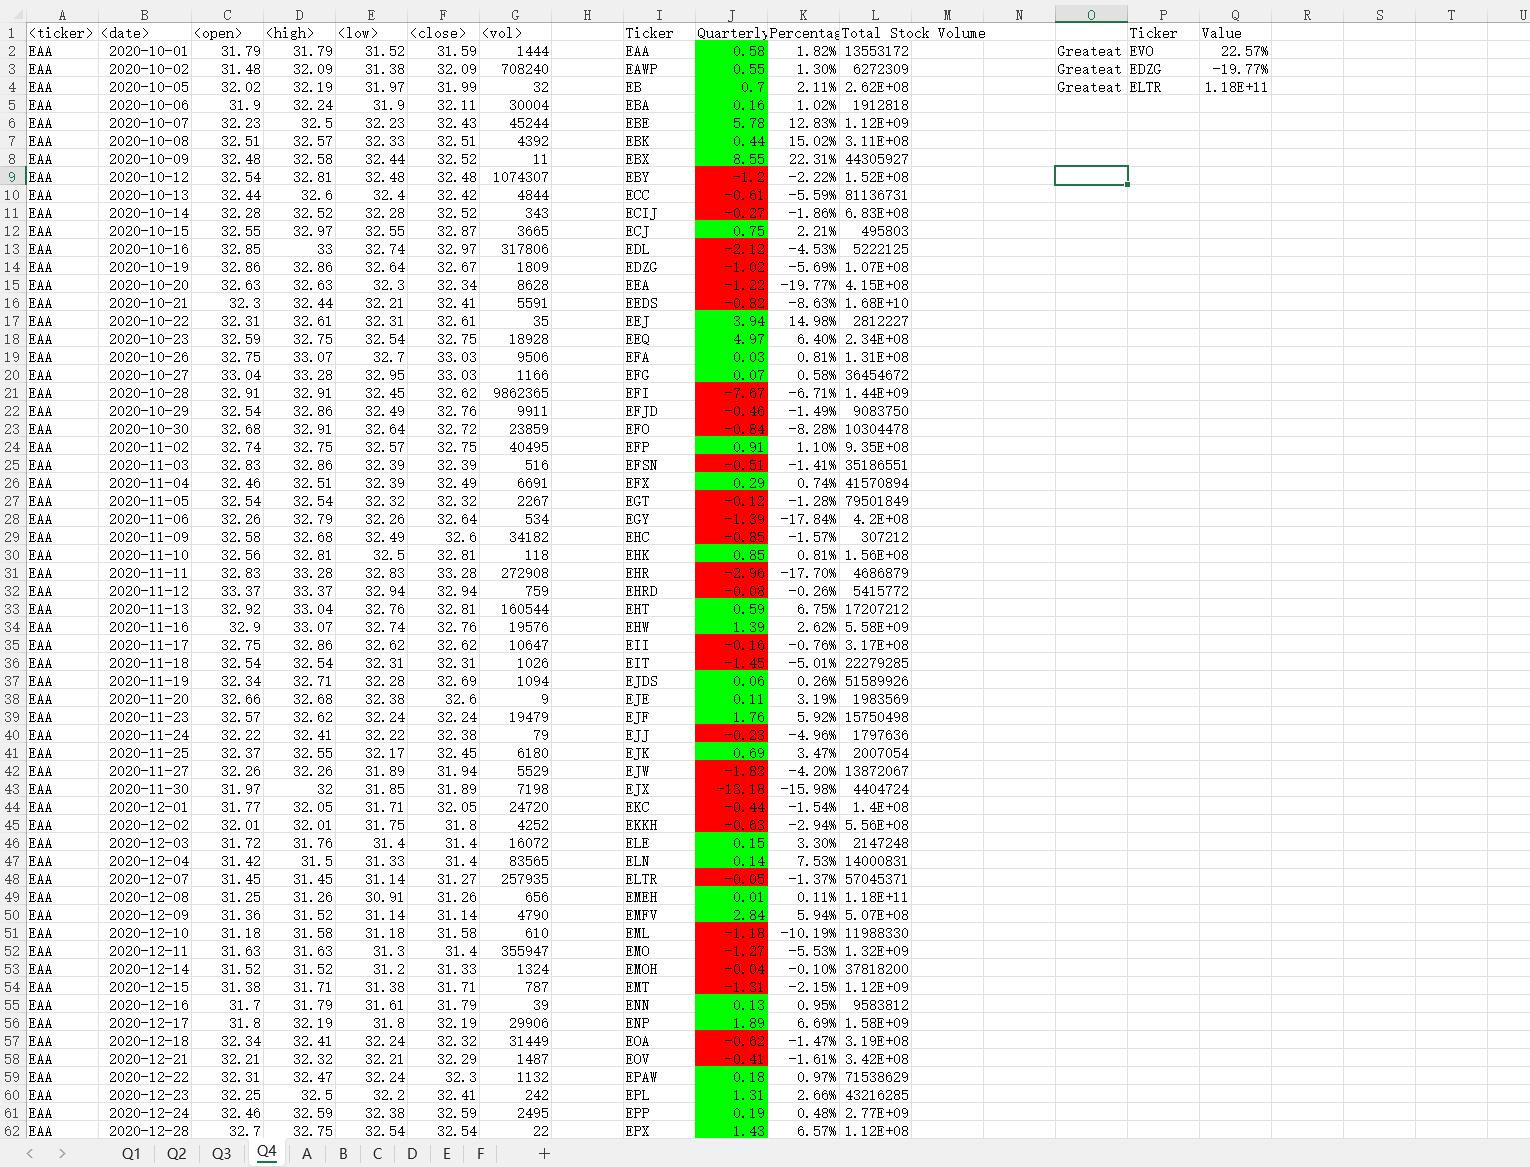 A B C D E F G H I J K L M N O P Q R S T U
1 <ticker> <date> <open> <high> <low> <close> <vol> Ticker Quarterly Percentag Total Stock Volume Ticker Value
2 EAA 2020-10-01 31.79 31.79 31.52 31.59 1444 EAA 0.58 1.82% 13553172 Greateat EVO 22.57%
3 EAA 2020-10-02 31.48 32.09 31.38 32.09 708240 EAWP 0.55 1.30% 6272309 Greateat EDZG -19.77%
4 EAA 2020-10-05 32.02 32.19 31.97 31.99 32 EB 0.7 2.11% 2.62E+08 Greateat ELTR 1.18E+11
5 EAA 2020-10-06 31.9 32.24 31.9 32.11 30004 EBA 0.16 1.02% 1912818
6 EAA 2020-10-07 32.23 32.5 32.23 32.43 45244 EBE 5.78 12.83% 1.12E+09
7 EAA 2020-10-08 32.51 32.57 32.33 32.51 4392 EBK 0.44 15.02% 3.11E+08
8 EAA 2020-10-09 32.48 32.58 32.44 32.52 11 EBX 8.55 22.31% 44305927
9 EAA 2020-10-12 32.54 32.81 32.48 32.48 1074307 EBY -1.2 -2.22% 1.52E+08
10 EAA 2020-10-13 32.44 32.6 32.4 32.42 4844 ECC -0.61 -5.59% 81136731
11 EAA 2020-10-14 32.28 32.52 32.28 32.52 343 ECIJ -0.27 -1.86% 6.83E+08
12 EAA 2020-10-15 32.55 32.97 32.55 32.87 3665 ECJ 0.75 2.21% 495803
13 EAA 2020-10-16 32.85 33 32.74 32.97 317806 EDL -2.12 -4.53% 5222125
14 EAA 2020-10-19 32.86 32.86 32.64 32.67 1809 EDZG -1.02 -5.69% 1.07E+08
15 EAA 2020-10-20 32.63 32.63 32.3 32.34 8628 EEA -1.22 -19.77% 4.15E+08
16 EAA 2020-10-21 32.3 32.44 32.21 32.41 5591 EEDS -0.82 -8.63% 1.68E+10
17 EAA 2020-10-22 32.31 32.61 32.31 32.61 35 EEJ 3.94 14.98% 2812227
18 EAA 2020-10-23 32.59 32.75 32.54 32.75 18928 EEQ 4.97 6.40% 2.34E+08
19 EAA 2020-10-26 32.75 33.07 32.7 33.03 9506 EFA 0.03 0.81% 1.31E+08
20 EAA 2020-10-27 33.04 33.28 32.95 33.03 1166 EFG 0.07 0.58% 36454672
21 EAA 2020-10-28 32.91 32.91 32.45 32.62 9862365 EFI -7.67 -6.71% 1.44E+09
22 EAA 2020-10-29 32.54 32.86 32.49 32.76 9911 EFJD -0.46 -1.49% 9083750
23 EAA 2020-10-30 32.68 32.91 32.64 32.72 23859 EFO -0.84 -8.28% 10304478
24 EAA 2020-11-02 32.74 32.75 32.57 32.75 40495 EFP 0.91 1.10% 9.35E+08
25 EAA 2020-11-03 32.83 32.86 32.39 32.39 516 EFSN -0.51 -1.41% 35186551
26 EAA 2020-11-04 32.46 32.51 32.39 32.49 6691 EFX 0.29 0.74% 41570894
27 EAA 2020-11-05 32.54 32.54 32.32 32.32 2267 EGT -0.12 -1.28% 79501849
28 EAA 2020-11-06 32.26 32.79 32.26 32.64 534 EGY -1.39 -17.84% 4.2E+08
29 EAA 2020-11-09 32.58 32.68 32.49 32.6 34182 EHC -0.85 -1.57% 307212
30 EAA 2020-11-10 32.56 32.81 32.5 32.81 118 EHK 0.85 0.81% 1.56E+08
31 EAA 2020-11-11 32.83 33.28 32.83 33.28 272908 EHR -2.96 -17.70% 4686879
32 EAA 2020-11-12 33.37 33.37 32.94 32.94 759 EHRD -0.08 -0.26% 5415772
33 EAA 2020-11-13 32.92 33.04 32.76 32.81 160544 EHT 0.59 6.75% 17207212
34 EAA 2020-11-16 32.9 33.07 32.74 32.76 19576 EHW 1.39 2.62% 5.58E+09
35 EAA 2020-11-17 32.75 32.86 32.62 32.62 10647 EII -0.16 -0.76% 3.17E+08
36 EAA 2020-11-18 32.54 32.54 32.31 32.31 1026 EIT -1.45 -5.01% 22279285
37 EAA 2020-11-19 32.34 32.71 32.28 32.69 1094 EJDS 0.06 0.26% 51589926
38 EAA 2020-11-20 32.66 32.68 32.38 32.6 9 EJE 0.11 3.19% 1983569
39 EAA 2020-11-23 32.57 32.62 32.24 32.24 19479 EJF 1.76 5.92% 15750498
40 EAA 2020-11-24 32.22 32.41 32.22 32.38 79 EJJ -0.23 -4.96% 1797636
41 EAA 2020-11-25 32.37 32.55 32.17 32.45 6180 EJK 0.69 3.47% 2007054
42 EAA 2020-11-27 32.26 32.26 31.89 31.94 5529 EJW -1.83 -4.20% 13872067
43 EAA 2020-11-30 31.97 32 31.85 31.89 7198 EJX -13.18 -15.98% 4404724
44 EAA 2020-12-01 31.77 32.05 31.71 32.05 24720 EKC -0.44 -1.54% 1.4E+08
45 EAA 2020-12-02 32.01 32.01 31.75 31.8 4252 EKKH -0.63 -2.94% 5.56E+08
46 EAA 2020-12-03 31.72 31.76 31.4 31.4 16072 ELE 0.15 3.30% 2147248
47 EAA 2020-12-04 31.42 31.5 31.33 31.4 83565 ELN 0.14 7.53% 14000831
48 EAA 2020-12-07 31.45 31.45 31.14 31.27 257935 ELTR -0.05 -1.37% 57045371
49 EAA 2020-12-08 31.25 31.26 30.91 31.26 656 EMEH 0.01 0.11% 1.18E+11
50 EAA 2020-12-09 31.36 31.52 31.14 31.14 4790 EMFV 2.84 5.94% 5.07E+08
51 EAA 2020-12-10 31.18 31.58 31.18 31.58 610 EML -1.18 -10.19% 11988330
52 EAA 2020-12-11 31.63 31.63 31.3 31.4 355947 EMO -1.27 -5.53% 1.32E+09
53 EAA 2020-12-14 31.52 31.52 31.2 31.33 1324 EMOH -0.04 -0.10% 37818200
54 EAA 2020-12-15 31.38 31.71 31.38 31.71 787 EMT -1.31 -2.15% 1.12E+09
55 EAA 2020-12-16 31.7 31.79 31.61 31.79 39 ENN 0.13 0.95% 9583812
56 EAA 2020-12-17 31.8 32.19 31.8 32.19 29906 ENP 1.89 6.69% 1.58E+09
57 EAA 2020-12-18 32.34 32.41 32.24 32.32 31449 EOA -0.62 -1.47% 3.19E+08
58 EAA 2020-12-21 32.21 32.32 32.21 32.29 1487 EOV -0.41 -1.61% 3.42E+08
59 EAA 2020-12-22 32.31 32.47 32.24 32.3 1132 EPAW 0.18 0.97% 71538629
60 EAA 2020-12-23 32.25 32.5 32.2 32.41 242 EPL 1.31 2.66% 43216285
61 EAA 2020-12-24 32.46 32.59 32.38 32.59 2495 EPP 0.19 0.48% 2.77E+09
62 EAA 2020-12-28 32.7 32.75 32.54 32.54 22 EPX 1.43 6.57% 1.12E+08
Q1 Q2 Q3 Q4 A B C D E F +